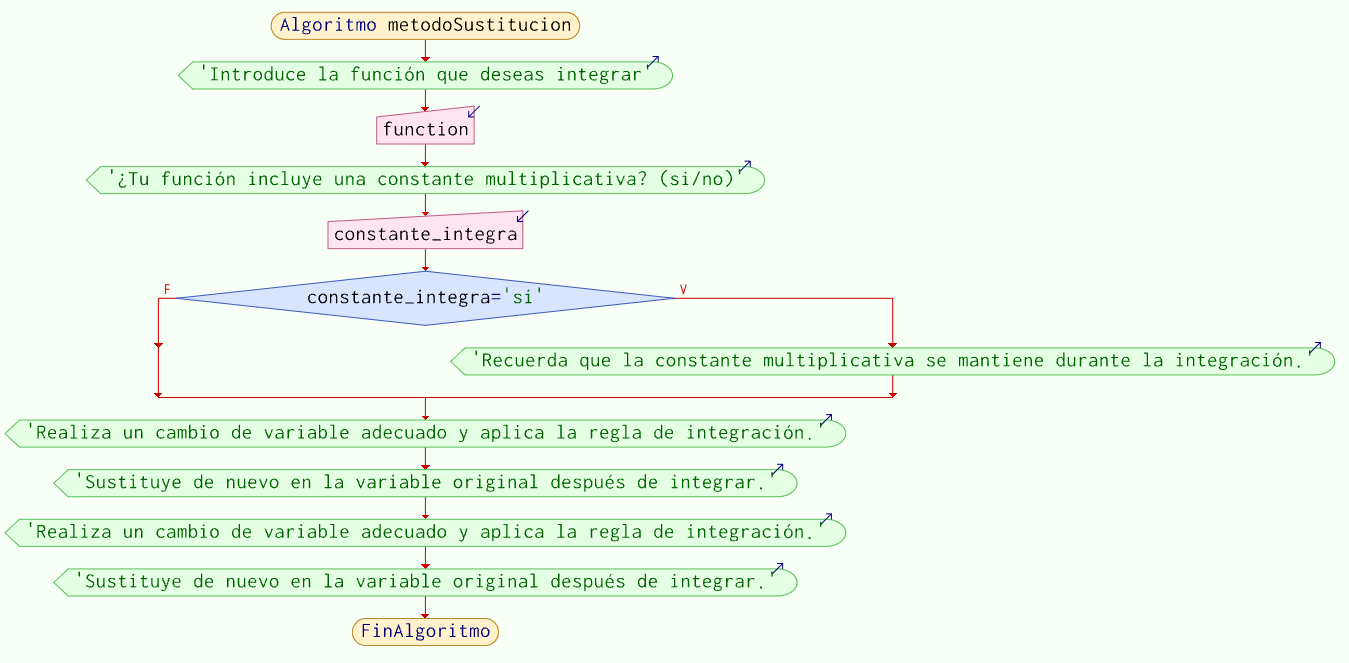 Algoritmo metodoSustitucion
'Introduce la función que deseas integrar'
function
'¿Tu función incluye una constante multiplicativa? (si/no)'
constante_integra
F
constante_integra='si'
V
'Recuerda que la constante multiplicativa se mantiene durante la integración.'
'Realiza un cambio de variable adecuado y aplica la regla de integración.'
'Sustituye de nuevo en la variable original después de integrar.'
'Realiza un cambio de variable adecuado y aplica la regla de integración.'
'Sustituye de nuevo en la variable original después de integrar.'
FinAlgoritmo